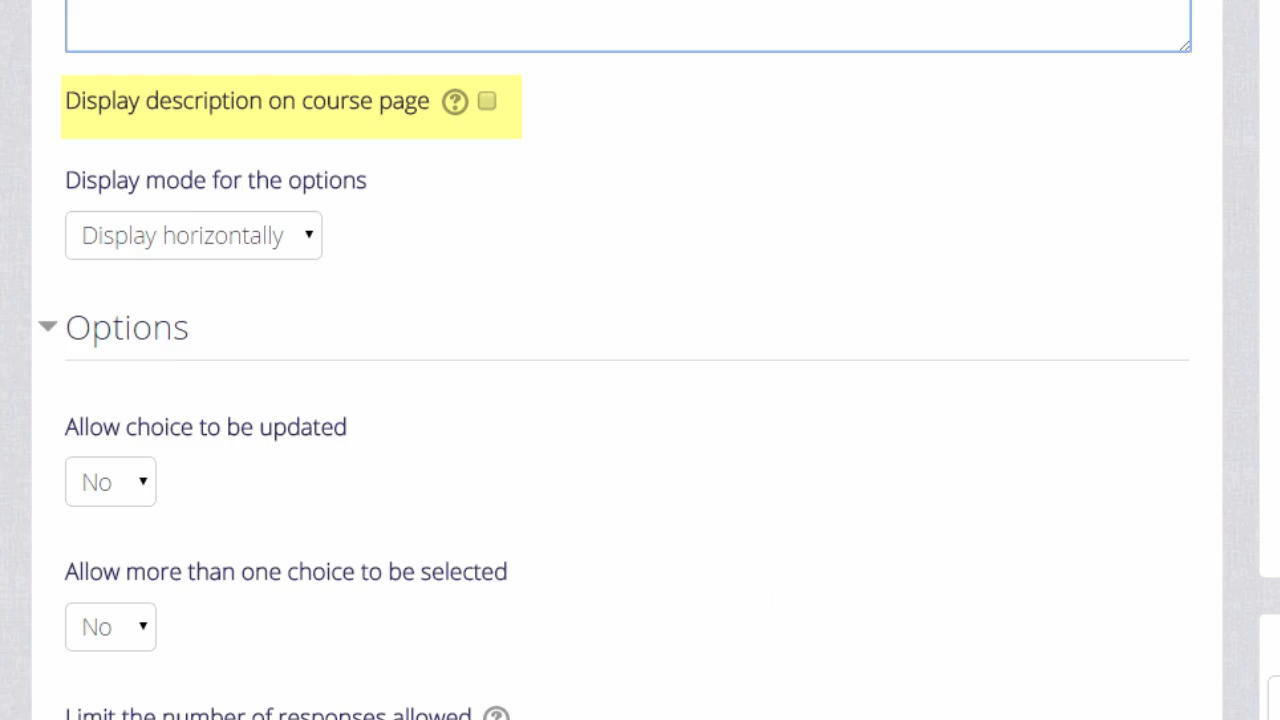 Display description on course page
Display mode for the options
Display horizontally
Options
Allow choice to be updated
No
Allow more than one choice to be selected
No
Limit the number of responses allowed